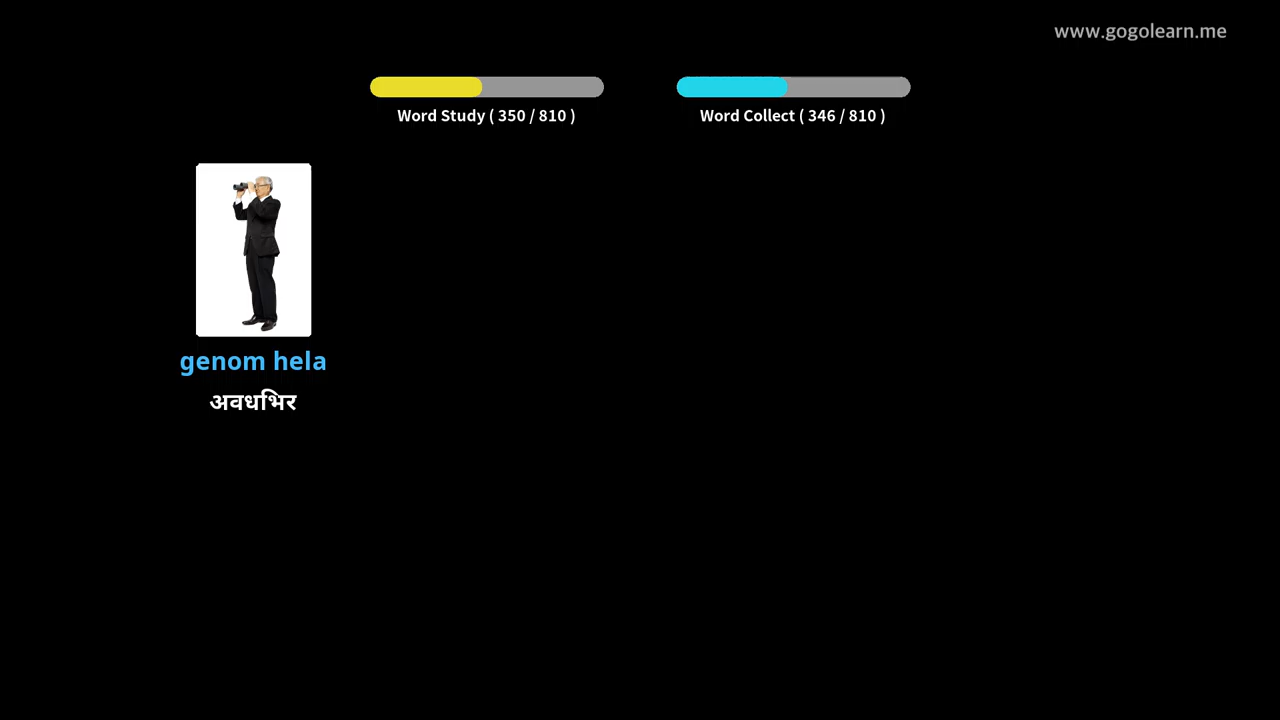 www.gogolearn.me
Word Study ( 350 / 810 )
Word Collect ( 346 / 810 )
genom hela
अवधभिर